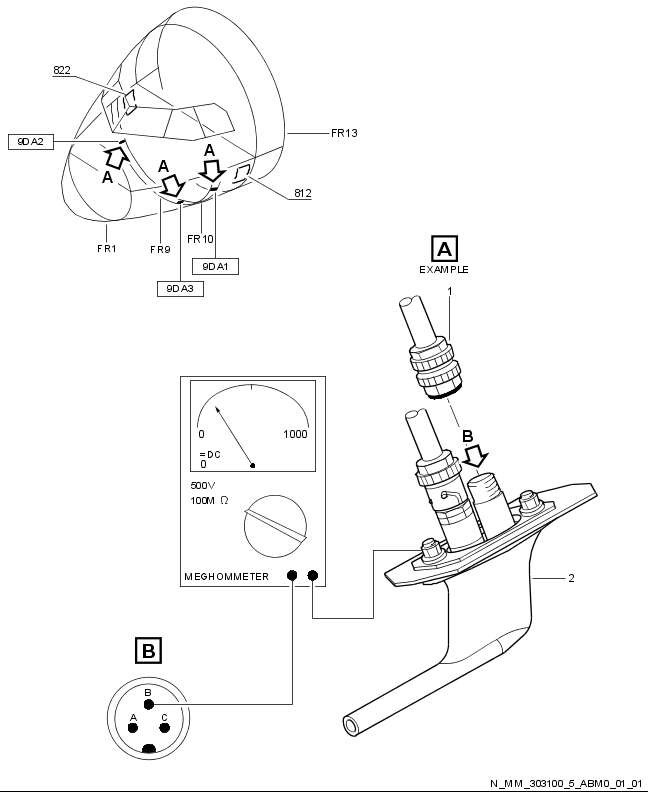 822
9DA2
A
A
A
FR13
812
FR1
FR9
FR10
9DA1
9DA3
A
EXAMPLE
1
B
0
1000
=DC
0
500V
100M Ω
MEGHOMMETER
2
B
B
A
C
N_MM_303100_5_ABM0_01_01